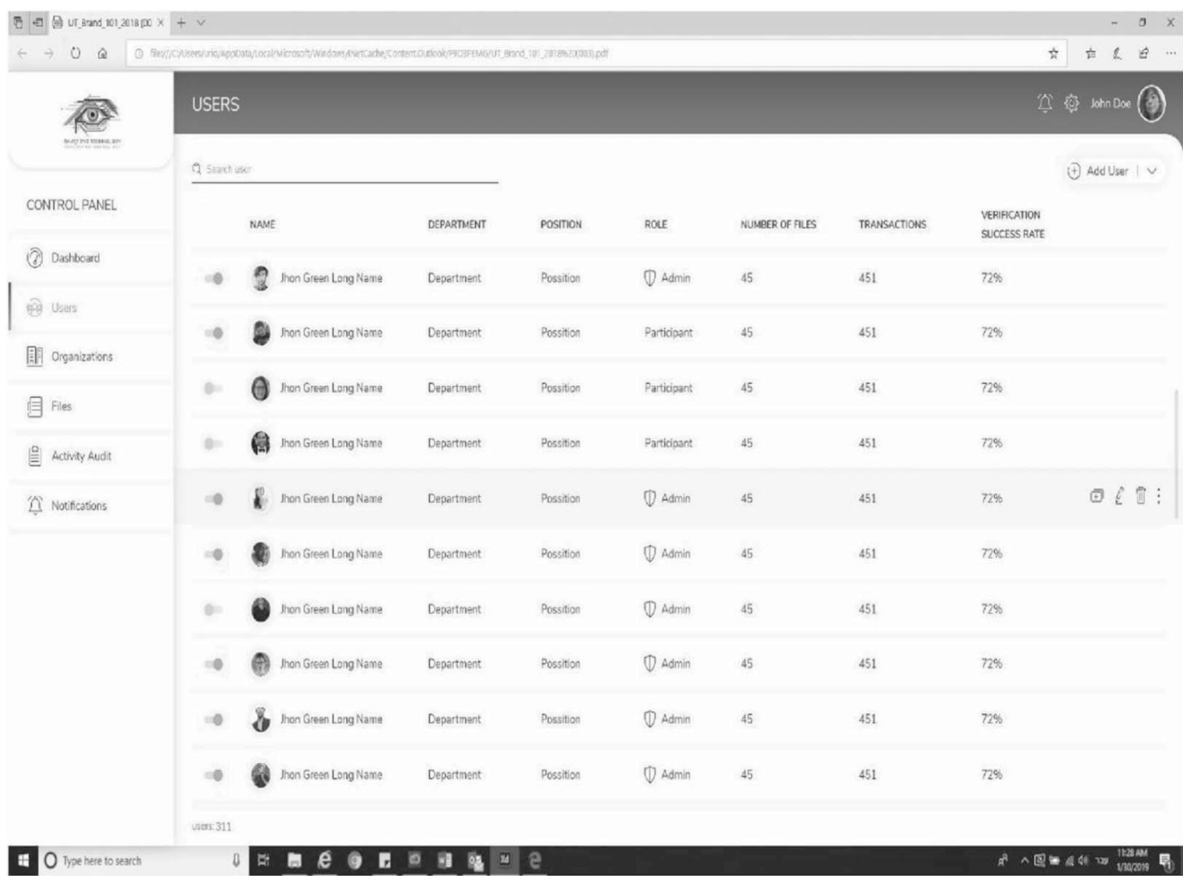 UT_Brand_101_2018 (00
USERS
John Doe
Search user
Add User
CONTROL PANEL
Dashboard
Users
Organizations
Files
Activity Audit
Notifications
NAME DEPARTMENT POSITION ROLE NUMBER OF FILES TRANSACTIONS VERIFICATION
SUCCESS RATE
Jhon Green Long Name Department Possition Admin 45 451 72%
Jhon Green Long Name Department Possition Participant 45 451 72%
Jhon Green Long Name Department Possition Participant 45 451 72%
Jhon Green Long Name Department Possition Participant 45 451 72%
Jhon Green Long Name Department Possition Admin 45 451 72%
Jhon Green Long Name Department Possition Admin 45 451 72%
Jhon Green Long Name Department Possition Admin 45 451 72%
Jhon Green Long Name Department Possition Admin 45 451 72%
Jhon Green Long Name Department Possition Admin 45 451 72%
Jhon Green Long Name Department Possition Admin 45 451 72%
users: 311
Type here to search
עבר
11:28 AM
1/30/2019